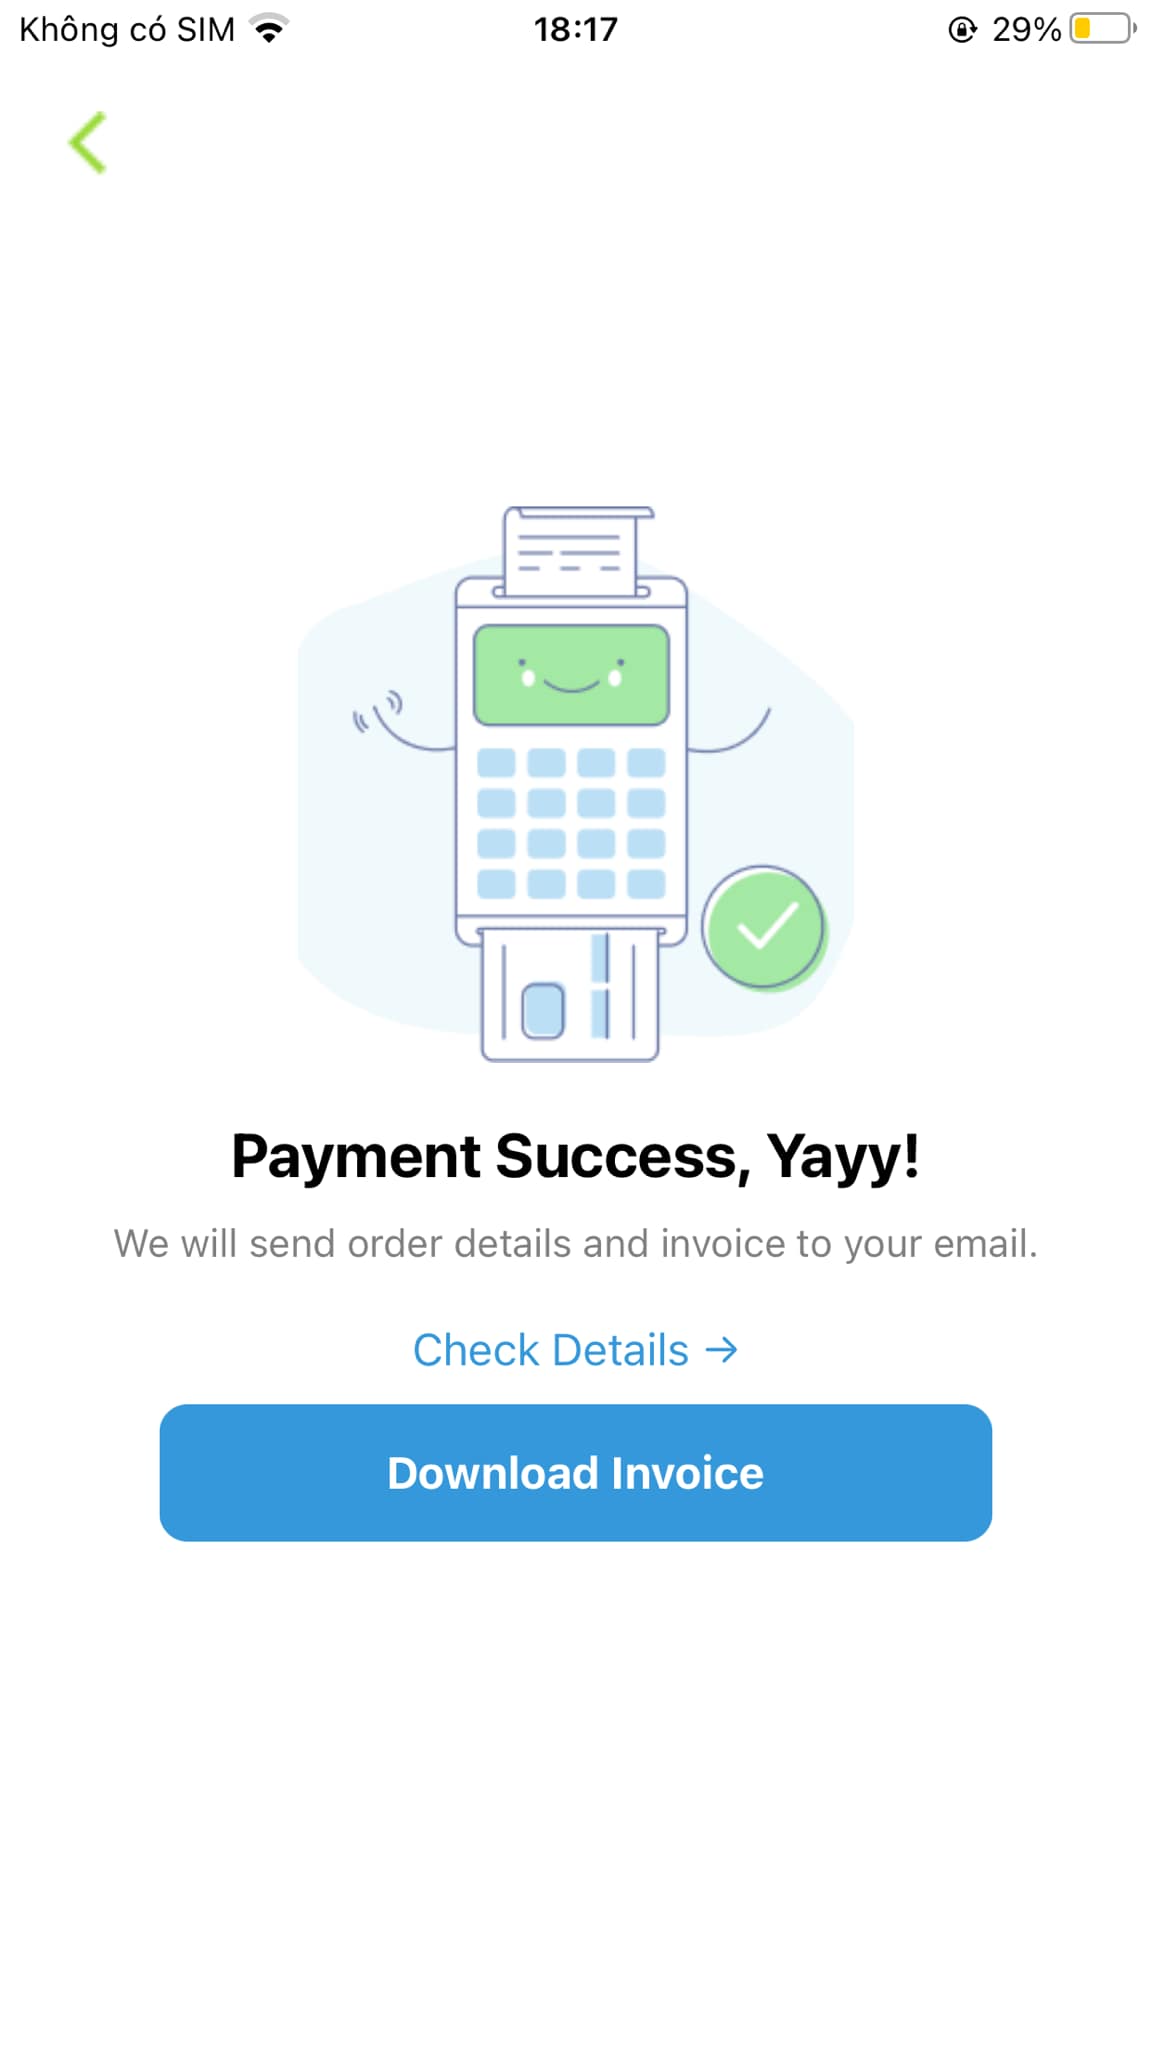 Không có SIM 18:17 29%
Payment Success, Yayy!
We will send order details and invoice to your email.
Check Details →
Download Invoice